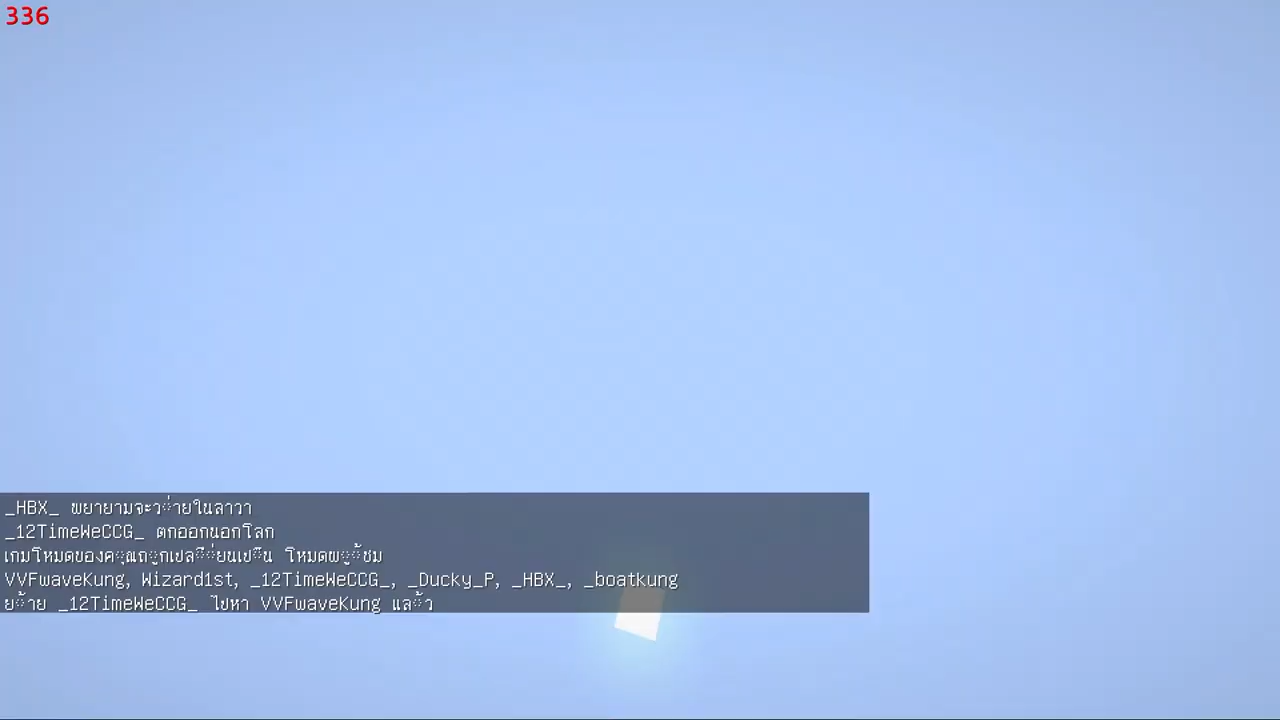 336
_HBX_ พยายามจะว่ายในลาวา
_12TimeWeCCG_ ตกออกนอกโลก
เกมโหมดของคุณถูกเปลี่ยนเป็น โหมดผู้ชม
VVFwaveKung, Wizard1st, _12TimeWeCCG_, _Ducky_P, _HBX_, _boatkung
ย้าย _12TimeWeCCG_ ไปหา VVFwaveKung แล้ว